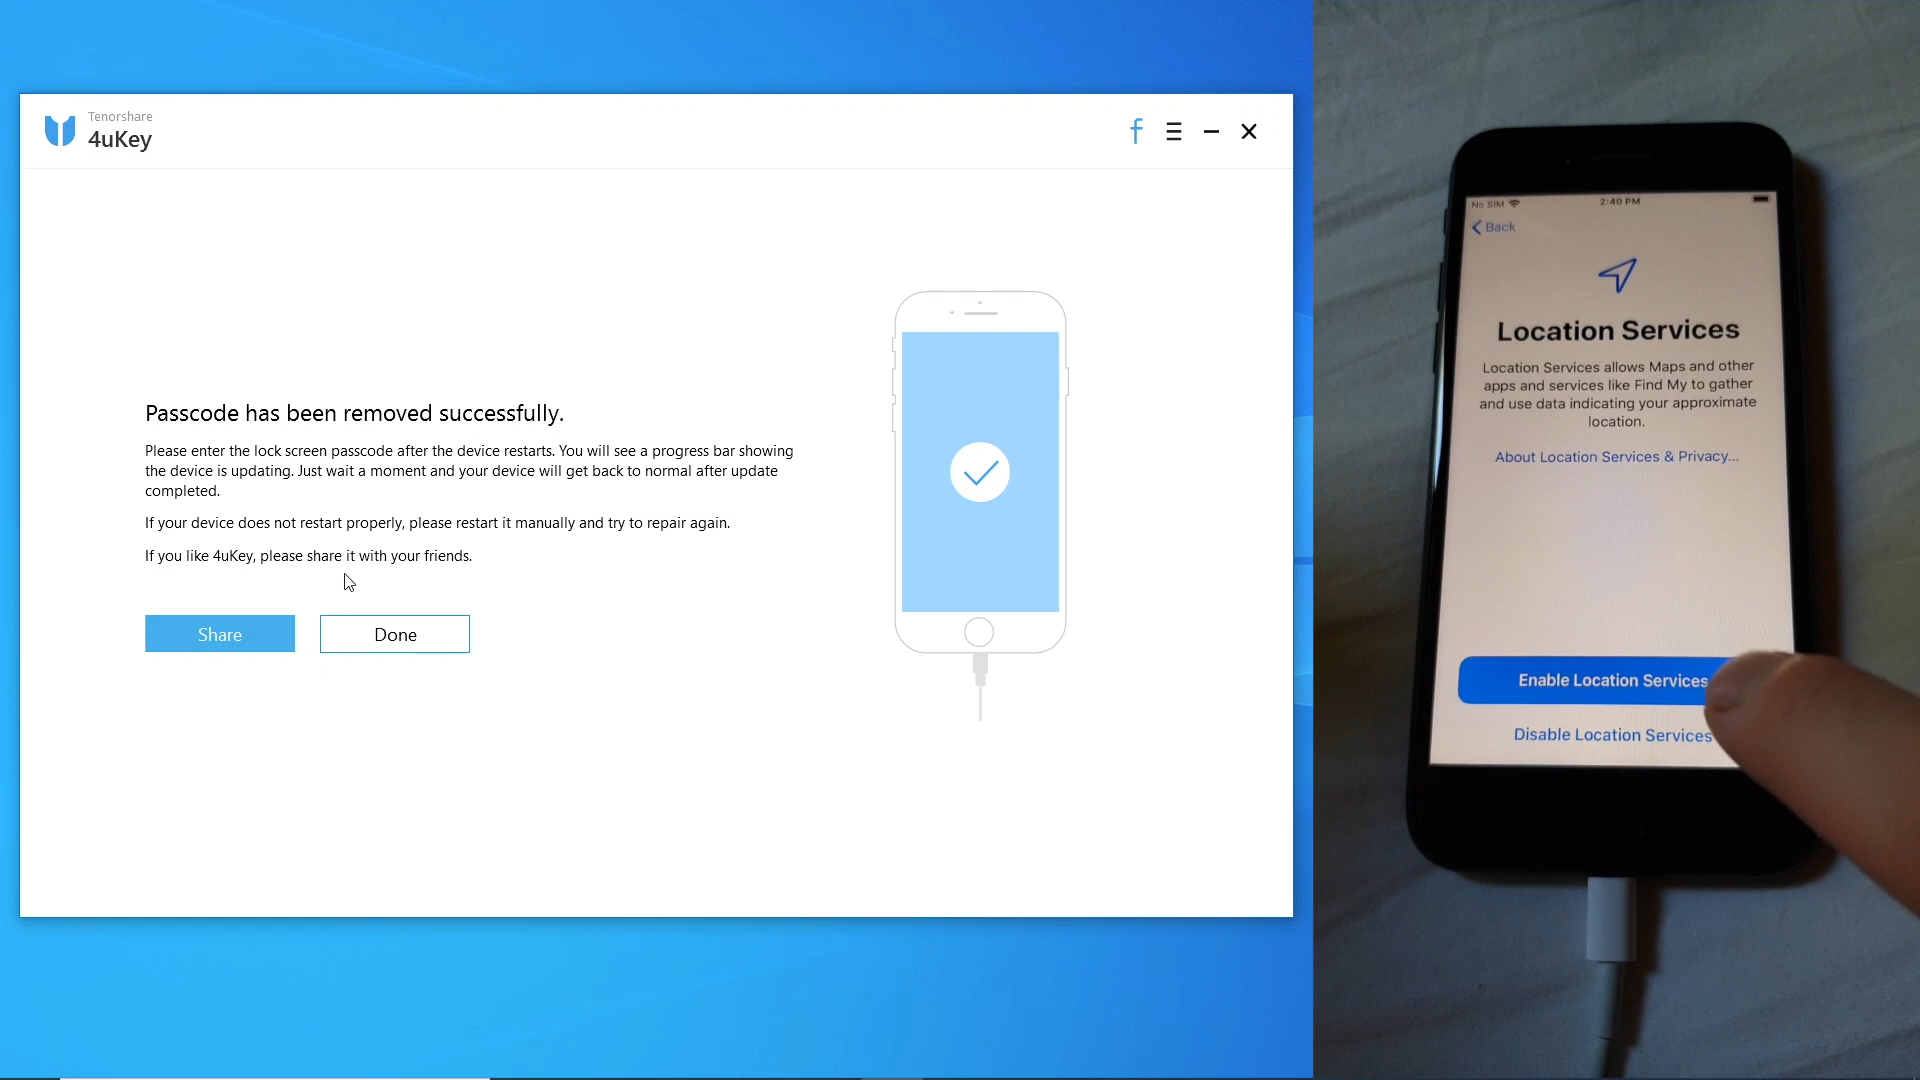 Tenorshare
4uKey
Passcode has been removed successfully.
Please enter the lock screen passcode after the device restarts. You will see a progress bar showing
the device is updating. Just wait a moment and your device will get back to normal after update
completed.
If your device does not restart properly, please restart it manually and try to repair again.
If you like 4uKey, please share it with your friends.
Share
Done
No SIM
2:40 PM
Back
Location Services
Location Services allows Maps and other
apps and services like Find My to gather
and use data indicating your approximate
location.
About Location Services & Privacy...
Enable Location Services
Disable Location Services